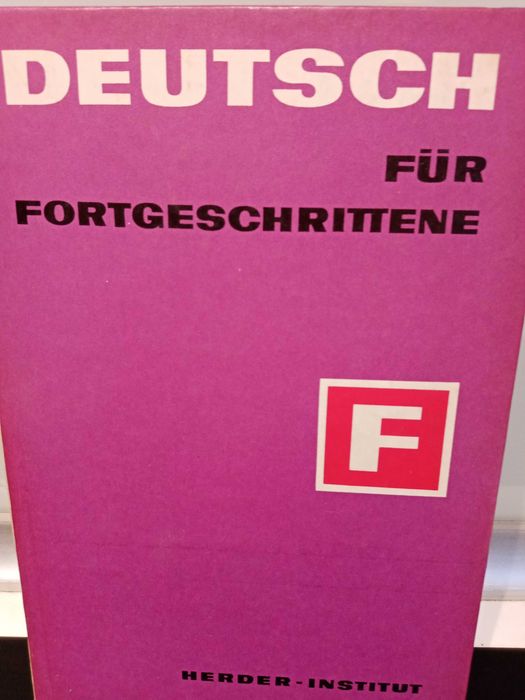 DEUTSCH
FÜR
FORTGESCHRITTENE
F
HERDER-INSTITUT